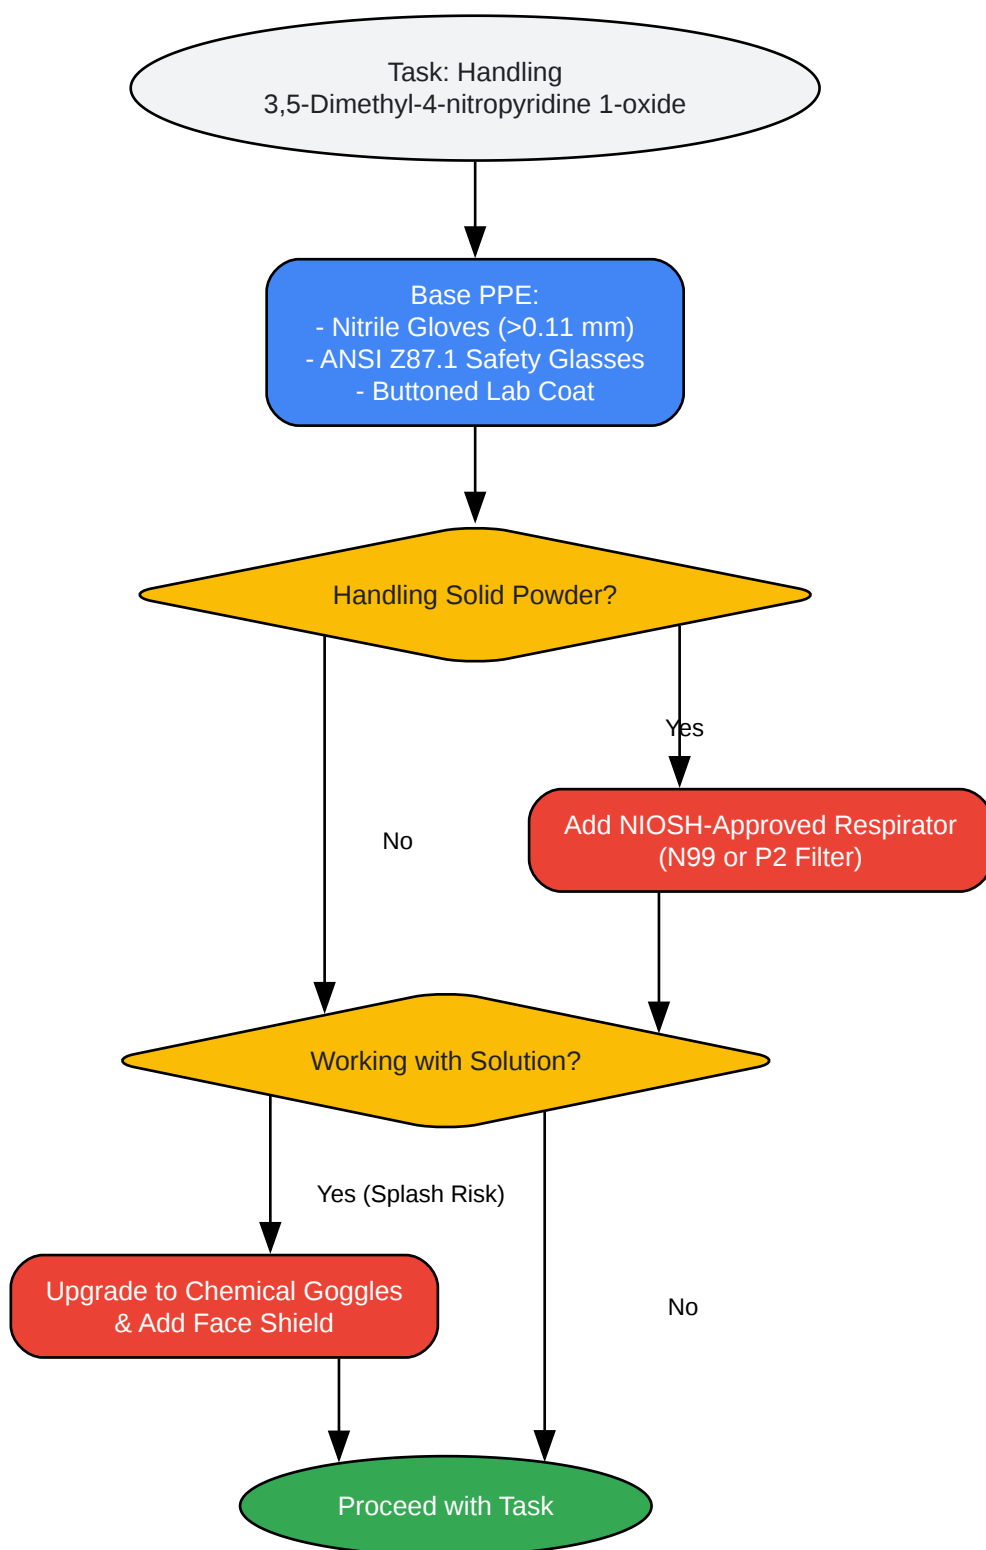 Task: Handling
3,5-Dimethyl-4-nitropyridine 1-oxide
Base PPE:
- Nitrile Gloves (>0.11 mm)
- ANSI Z87.1 Safety Glasses
- Buttoned Lab Coat
Handling Solid Powder?
Yes
Add NIOSH-Approved Respirator
(N99 or P2 Filter)
No
Working with Solution?
Yes (Splash Risk)
Upgrade to Chemical Goggles
& Add Face Shield
No
Proceed with Task